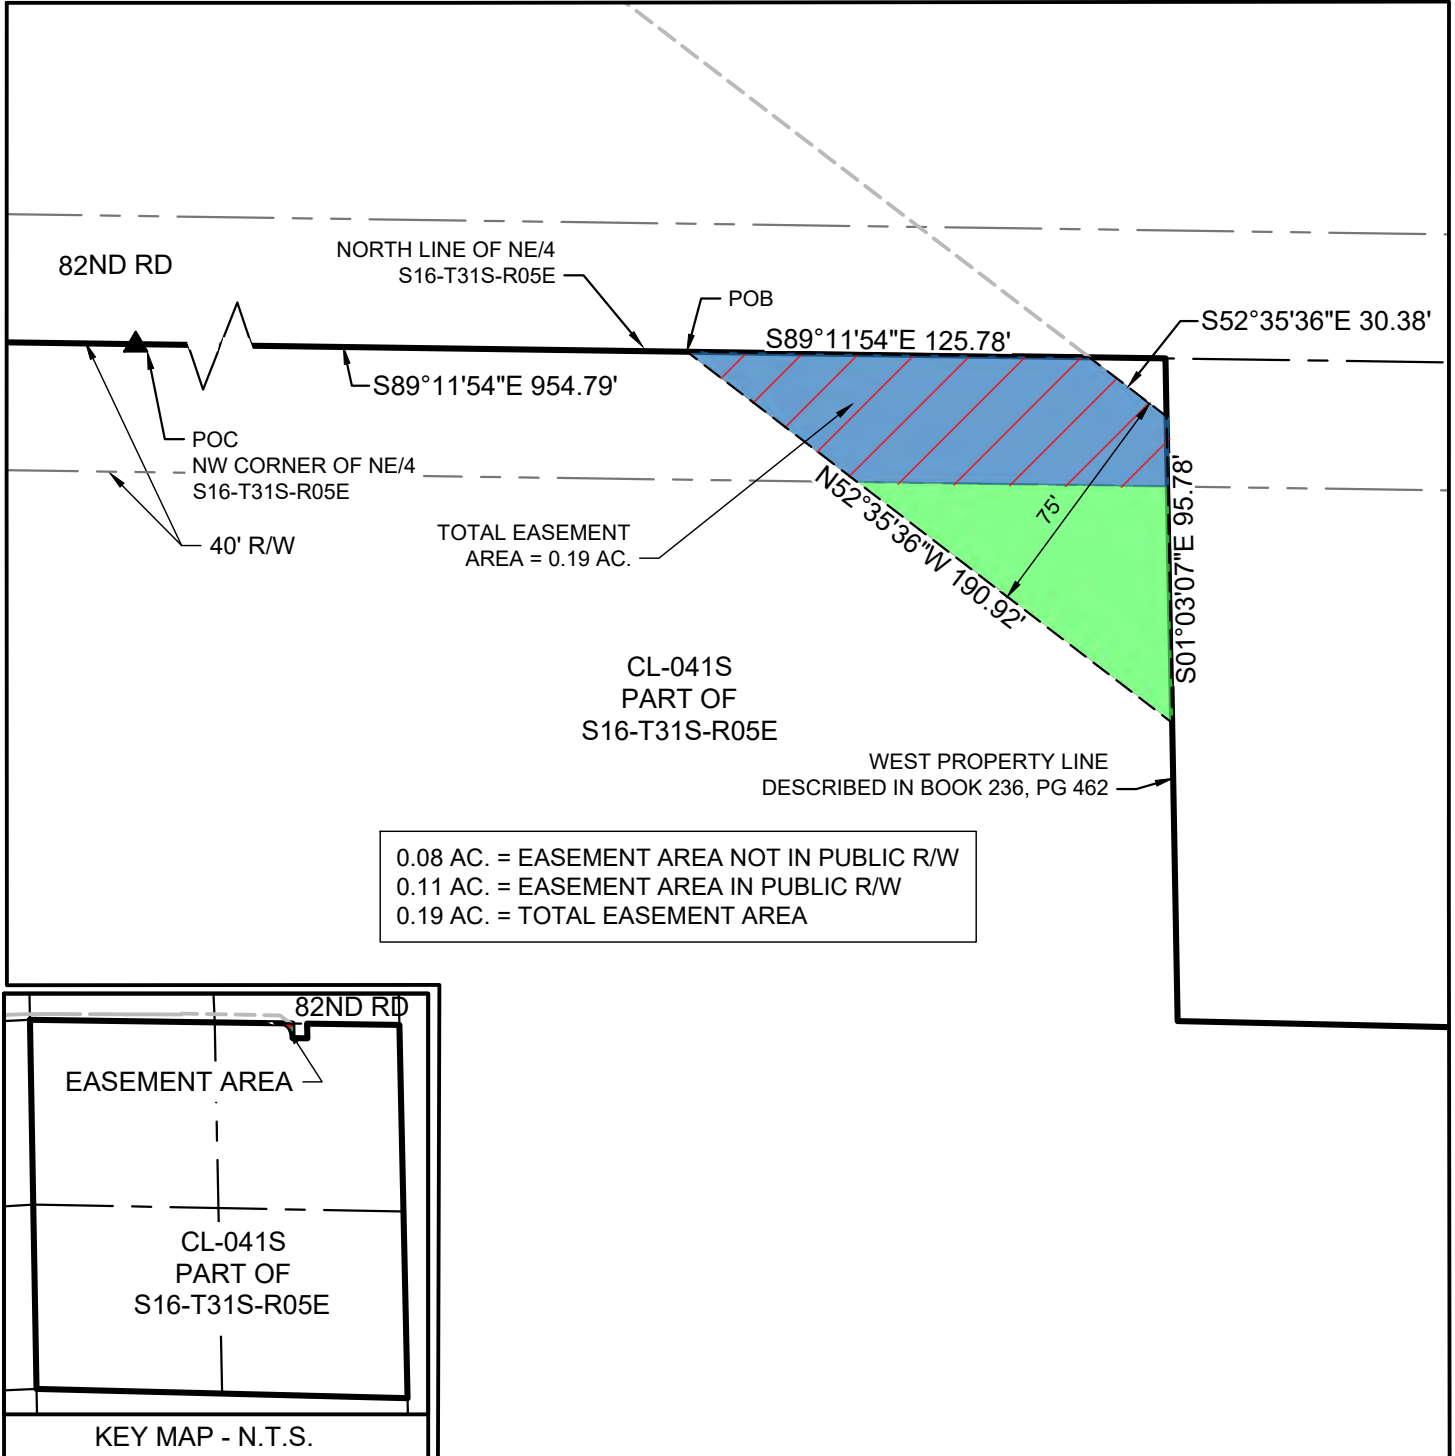 82ND RD
NORTH LINE OF NE/4
S16-T31S-R05E
POB
S89°11'54"E 125.78'
S52°35'36"E 30.38'
S89°11'54"E 954.79'
POC
NW CORNER OF NE/4
S16-T31S-R05E
40' R/W
TOTAL EASEMENT
AREA = 0.19 AC.
N52°35'36"W 190.92'
75'
S01°03'07"E 95.78'
CL-041S
PART OF
S16-T31S-R05E
WEST PROPERTY LINE
DESCRIBED IN BOOK 236, PG 462
0.08 AC. = EASEMENT AREA NOT IN PUBLIC R/W
0.11 AC. = EASEMENT AREA IN PUBLIC R/W
0.19 AC. = TOTAL EASEMENT AREA
82ND RD
EASEMENT AREA
CL-041S
PART OF
S16-T31S-R05E
KEY MAP - N.T.S.